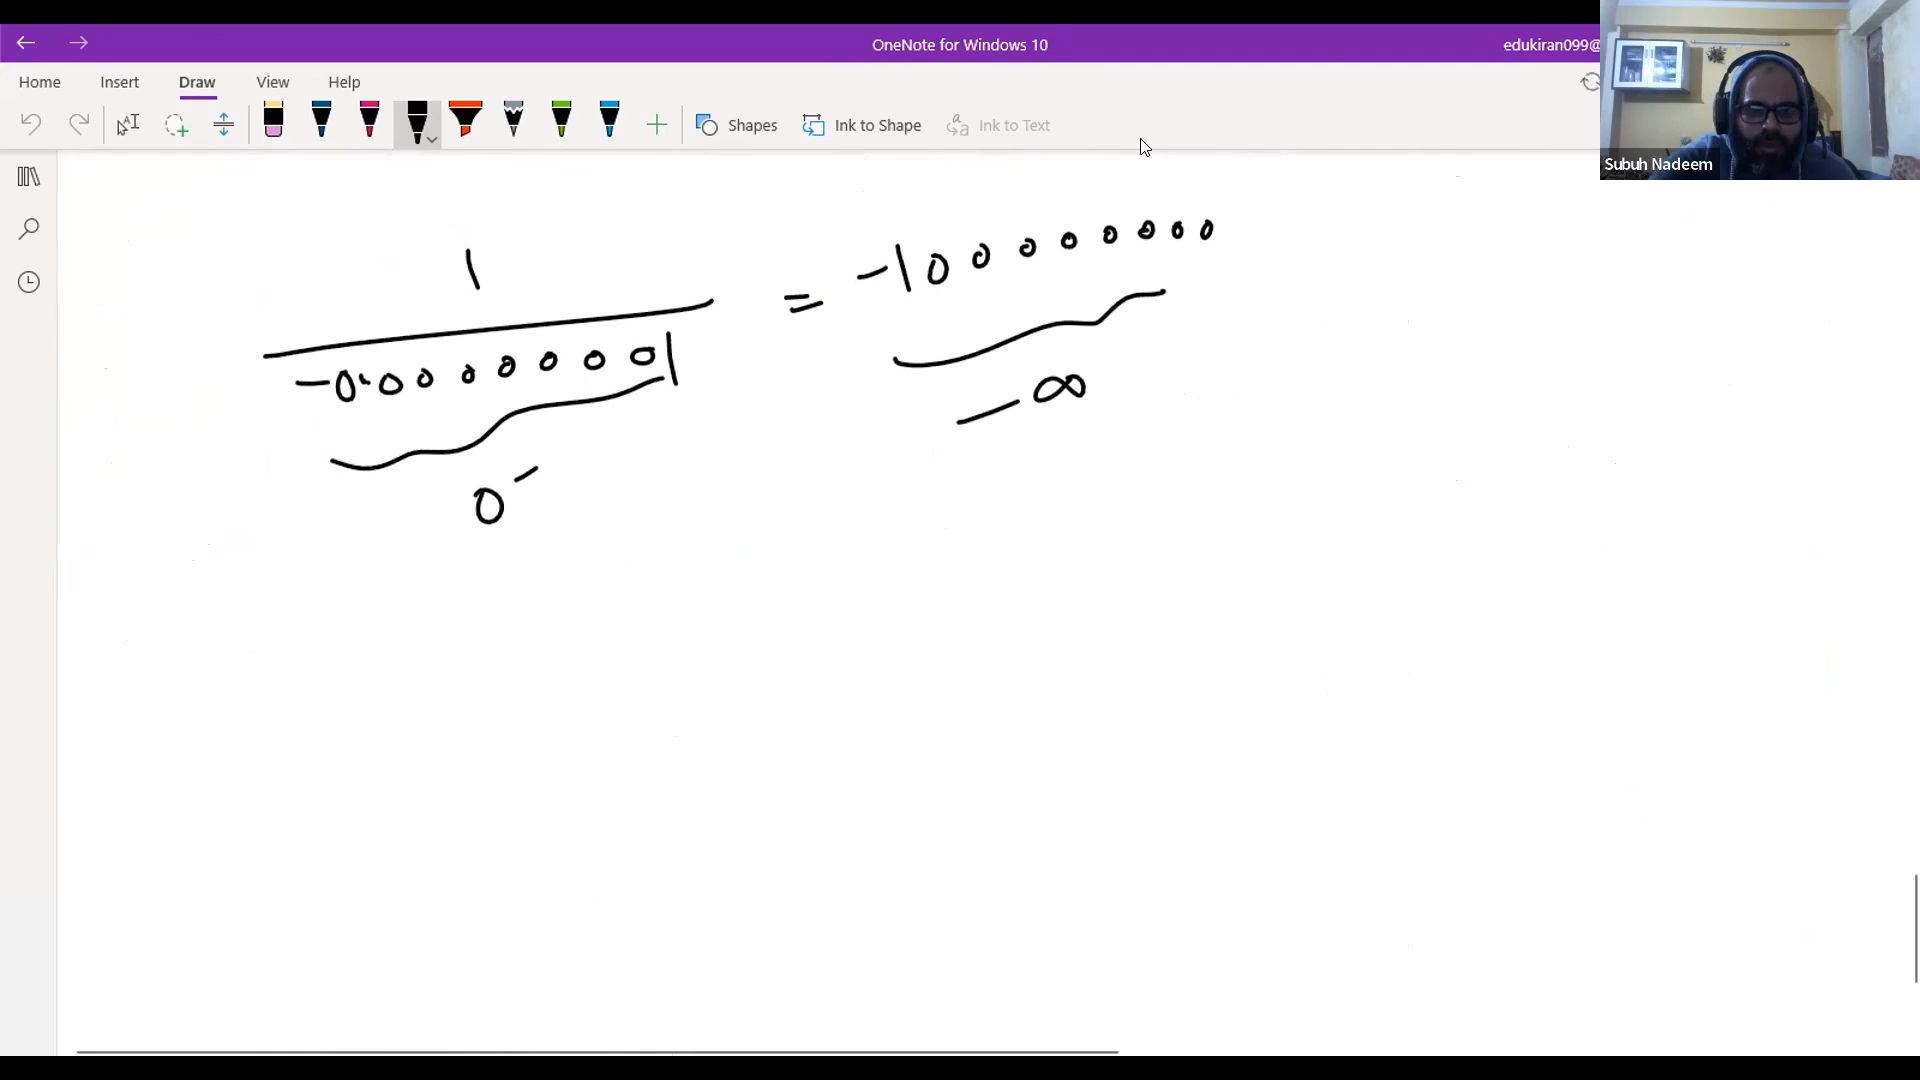 OneNote for Windows 10
edukiran099@
Home Insert Draw View Help
Shapes Ink to Shape Ink to Text
Subuh Nadeem
1
= -1000000000
-0.00000001
-∞
0-